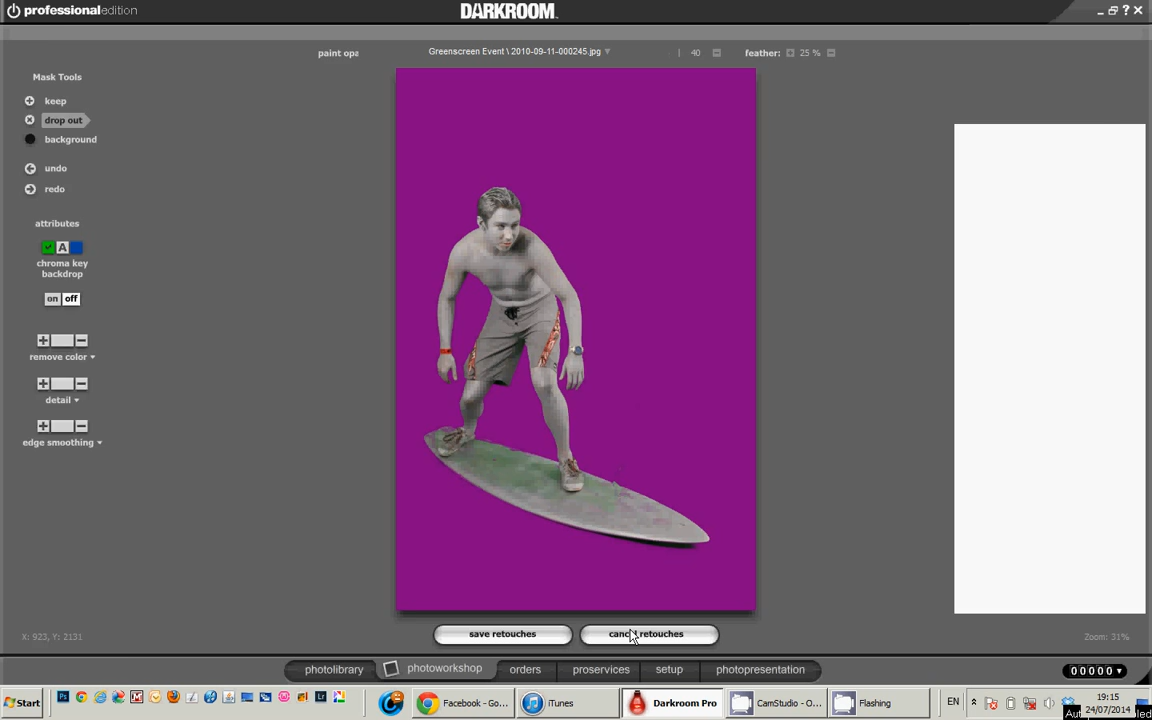 professionaledition
DARKROOM
paint opa
Greenscreen Event \ 2010-09-11-000245.jpg
40
feather: 25 %
Mask Tools
keep
drop out
background
undo
redo
attributes
A
chroma key
backdrop
on off
remove color
detail
edge smoothing
X: 923, Y: 2131
save retouches
cancel retouches
Zoom: 31%
photolibrary
photoworkshop
orders
proservices
setup
photopresentation
00000
Start
Facebook - Go...
iTunes
Darkroom Pro
CamStudio - O...
Flashing
EN
19:15
24/07/2014